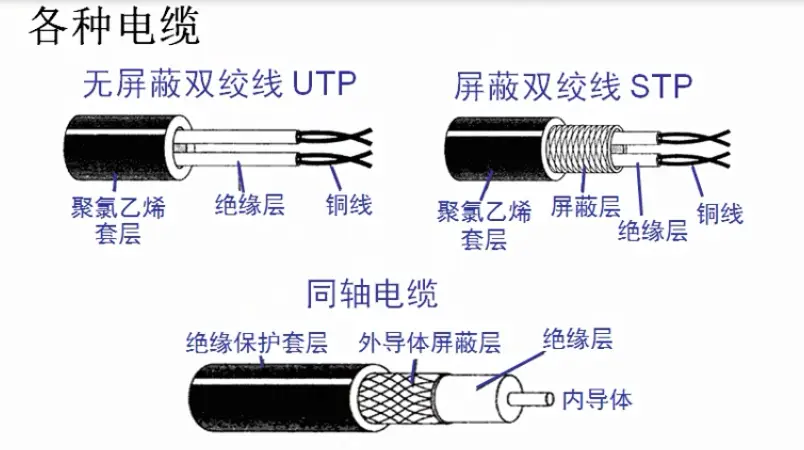 各种电缆
无屏蔽双绞线 UTP
屏蔽双绞线 STP
聚氯乙烯
套层
绝缘层
铜线
聚氯乙烯
套层
屏蔽层
绝缘层
铜线
同轴电缆
绝缘保护套层
外导体屏蔽层
绝缘层
内导体